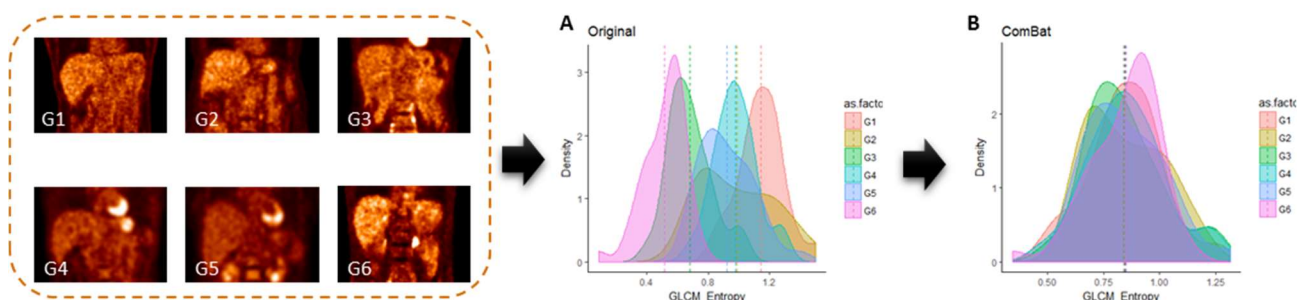 G1
G2
G3
G4
G5
G6
A
Original
Density
3
2
1
0
0.4
0.8
1.2
GLCM_Entropy
as.facto
G1
G2
G3
G4
G5
G6
B
ComBat
Density
2
1
0
0.50
0.75
1.00
1.25
GLCM_Entropy
as.facto
G1
G2
G3
G4
G5
G6